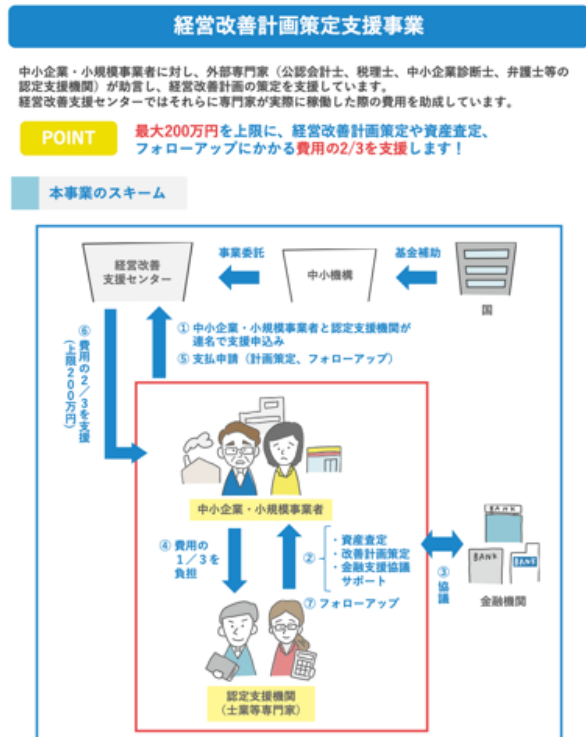 経営改善計画策定支援事業
中小企業・小規模事業者に対し、外部専門家（公認会計士、税理士、中小企業診断士、弁護士等の
認定支援機関）が助言し、経営改善計画の策定を支援しています。
経営改善支援センターではそれらに専門家が実際に稼働した際の費用を助成しています。
POINT
最大200万円を上限に、経営改善計画策定や資産査定、
フォローアップにかかる費用の2/3を支援します！
本事業のスキーム
経営改善
支援センター
事業委託
中小機構
基金補助
国
① 中小企業・小規模事業者と認定支援機関が
連名で支援申込み
⑤ 支払申請（計画策定、フォローアップ）
⑥ 費用の２／３を支援
（上限２００万円）
中小企業・小規模事業者
④ 費用の
１／３を
負担
②
・資産査定
・改善計画策定
・金融支援協議
サポート
⑦ フォローアップ
③ 協議
BANK
BANK
BANK
金融機関
認定支援機関
（士業等専門家）